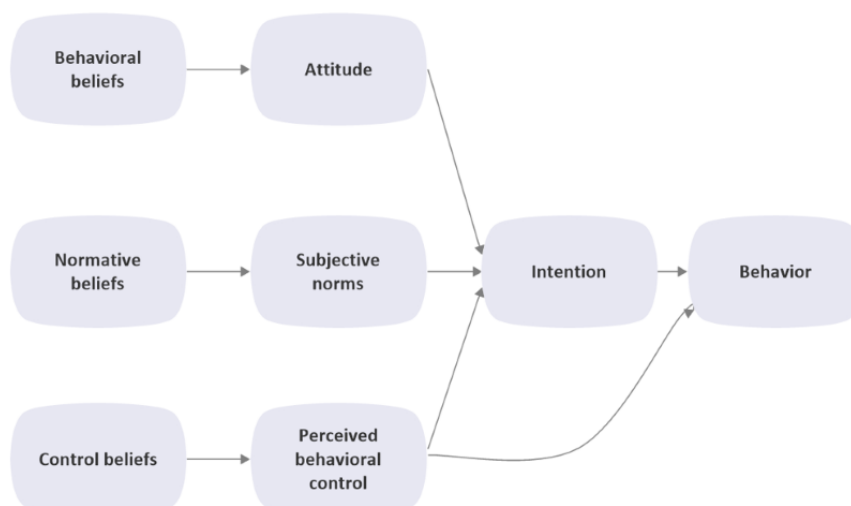 Behavioral
beliefs
Attitude
Normative
beliefs
Subjective
norms
Intention
Behavior
Control beliefs
Perceived
behavioral
control